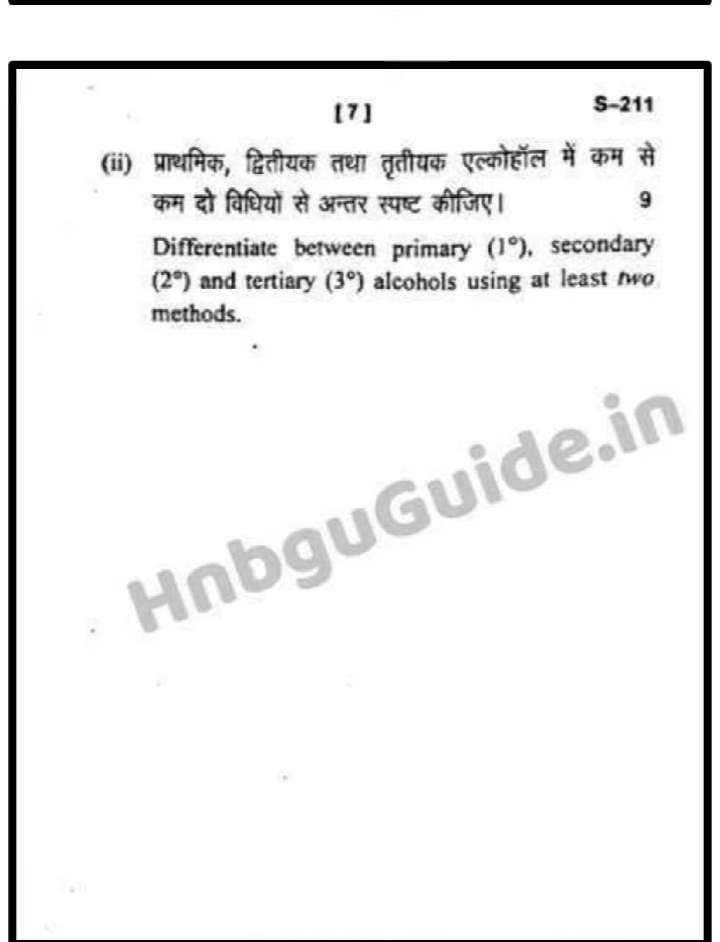 [7]
S–211
(ii) प्राथमिक, द्वितीयक तथा तृतीयक एल्कोहॉल में कम से
कम दो विधियों से अन्तर स्पष्ट कीजिए। 9
Differentiate between primary (1°), secondary
(2°) and tertiary (3°) alcohols using at least two
methods.
HnbguGuide.in